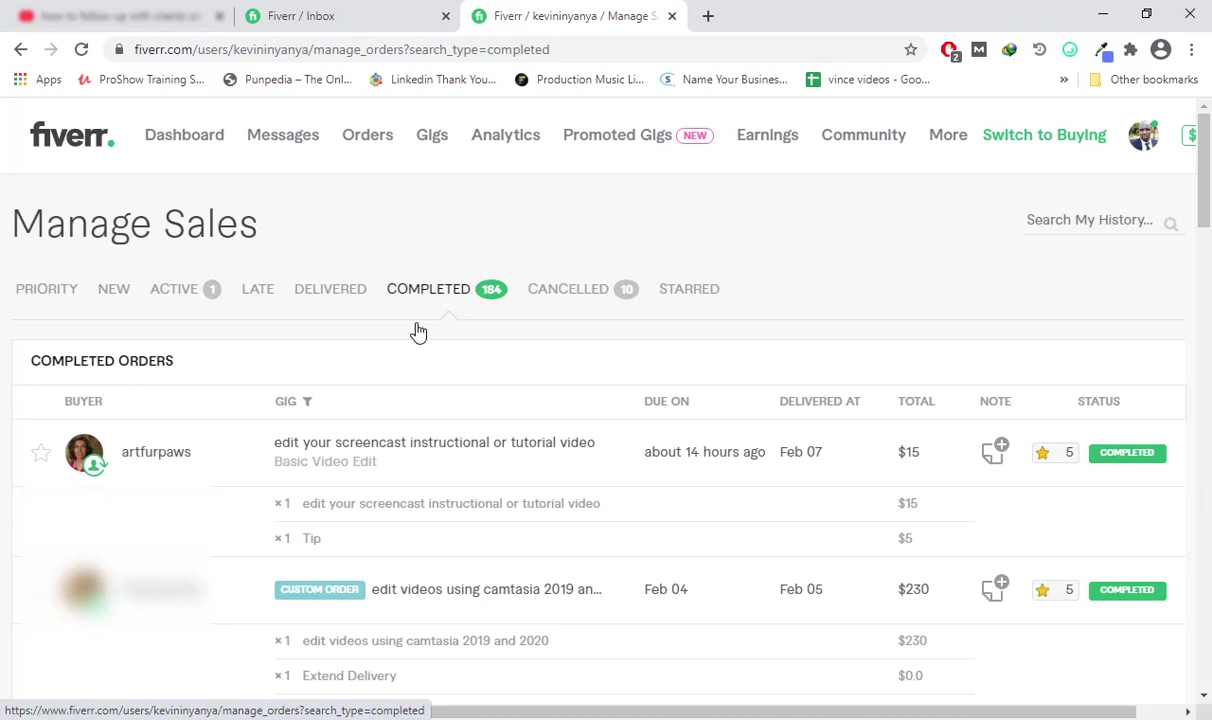 Fiverr / Inbox
Fiverr / kevininyanya / Manage S
fiverr.com/users/kevininyanya/manage_orders?search_type=completed
2
M
Apps
ProShow Training S...
Punpedia – The Onl...
Linkedin Thank You'...
Production Music Li...
Name Your Busines...
vince videos - Goo...
»
Other bookmarks
fiverr.
Dashboard
Messages
Orders
Gigs
Analytics
Promoted Gigs NEW
Earnings
Community
More
Switch to Buying
$
Manage Sales
Search My History...
PRIORITY
NEW
ACTIVE 1
LATE
DELIVERED
COMPLETED 184
CANCELLED 10
STARRED
COMPLETED ORDERS
BUYER
GIG
DUE ON
DELIVERED AT
TOTAL
NOTE
STATUS
artfurpaws
edit your screencast instructional or tutorial video
Basic Video Edit
about 14 hours ago
Feb 07
$15
5
COMPLETED
× 1 edit your screencast instructional or tutorial video
$15
× 1 Tip
$5
CUSTOM ORDER edit videos using camtasia 2019 an...
Feb 04
Feb 05
$230
5
COMPLETED
× 1 edit videos using camtasia 2019 and 2020
$230
× 1 Extend Delivery
$0.0
https://www.fiverr.com/users/kevininyanya/manage_orders?search_type=completed